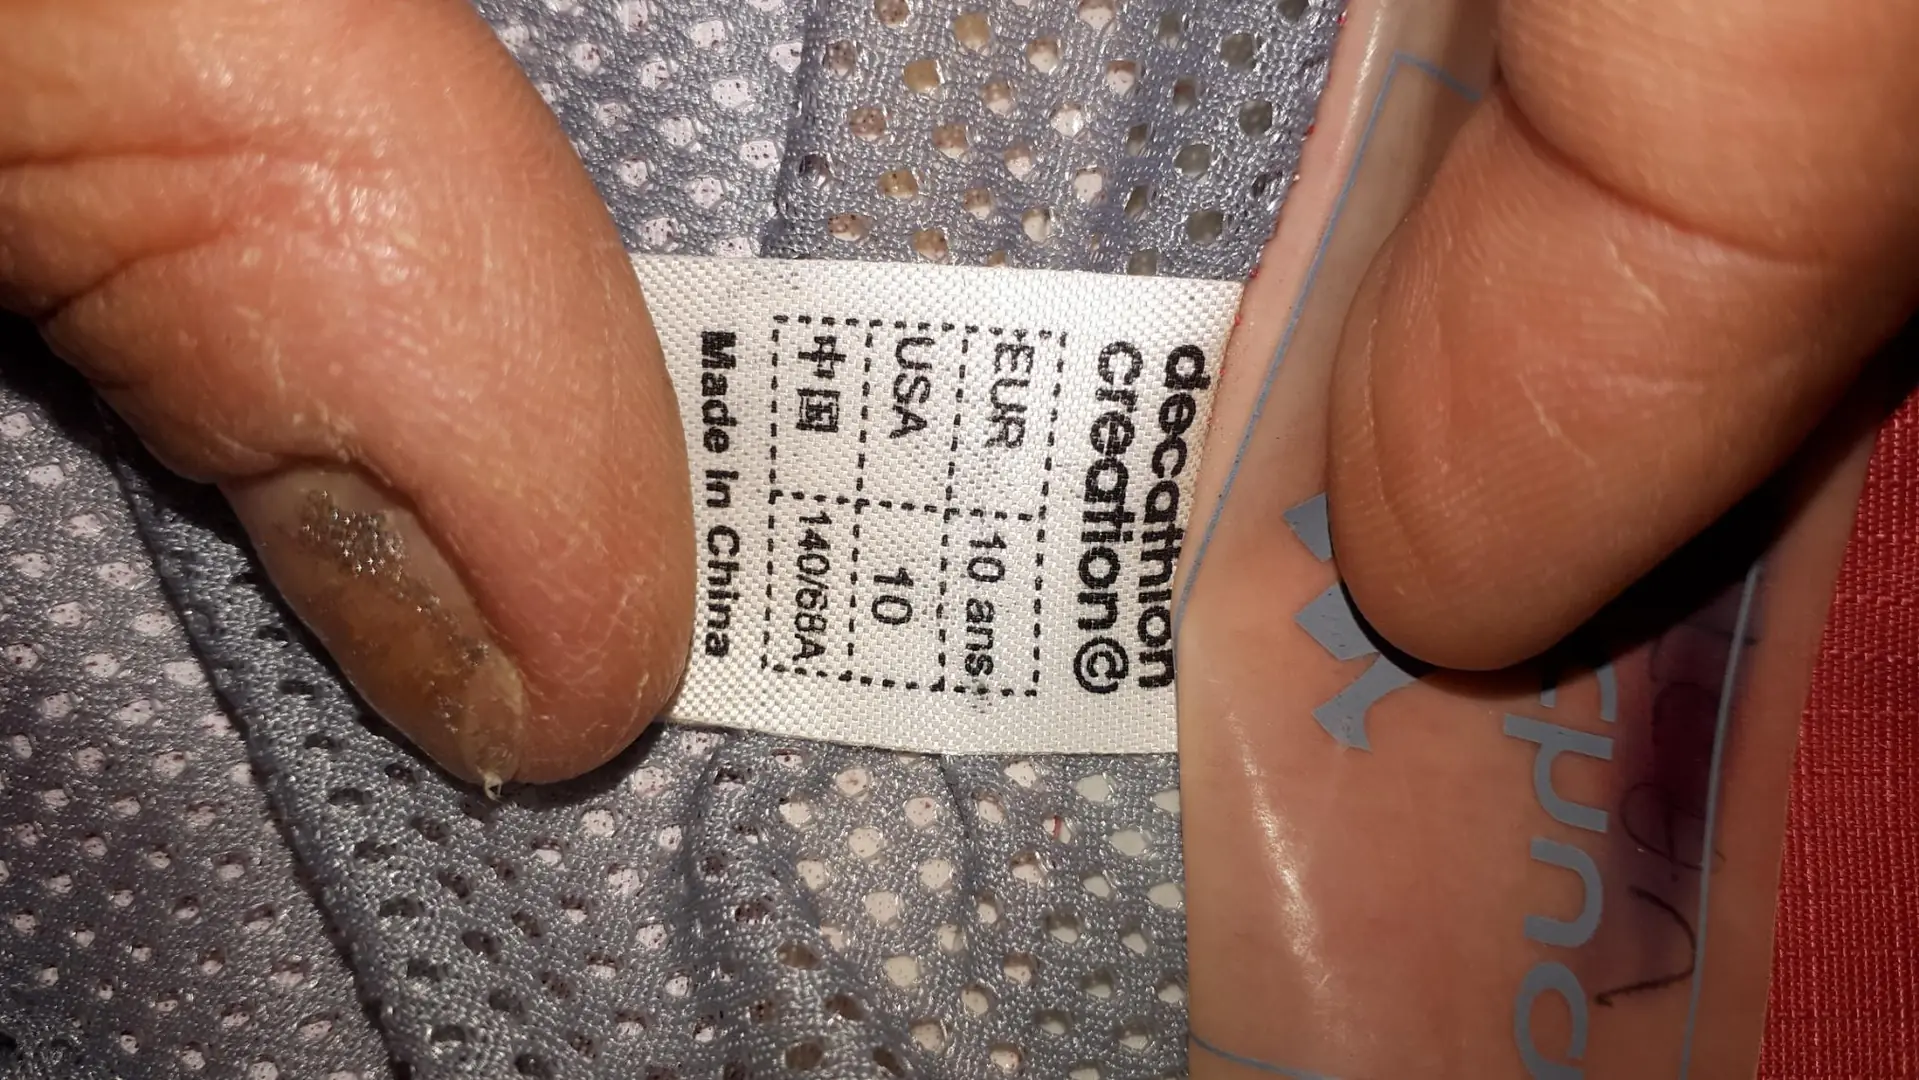 decathlon
creation©
EUR 10 ans
USA 10
中国 140/68A
Made In China